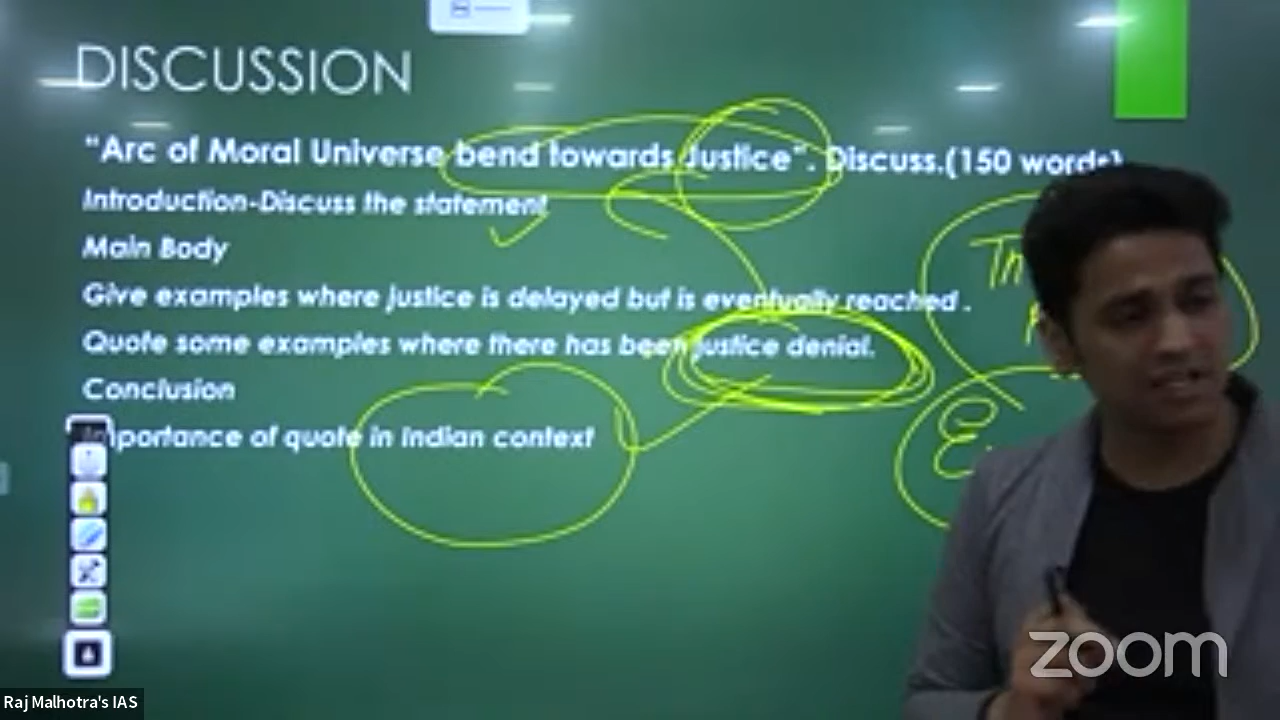 DISCUSSION
"Arc of Moral Universe bend towards Justice". Discuss.(150 words)
Introduction-Discuss the statement
Main Body
Give examples where justice is delayed but is eventually reached .
Quote some examples where there has been justice denial.
Conclusion
Importance of quote in Indian context
zoom
Raj Malhotra's IAS